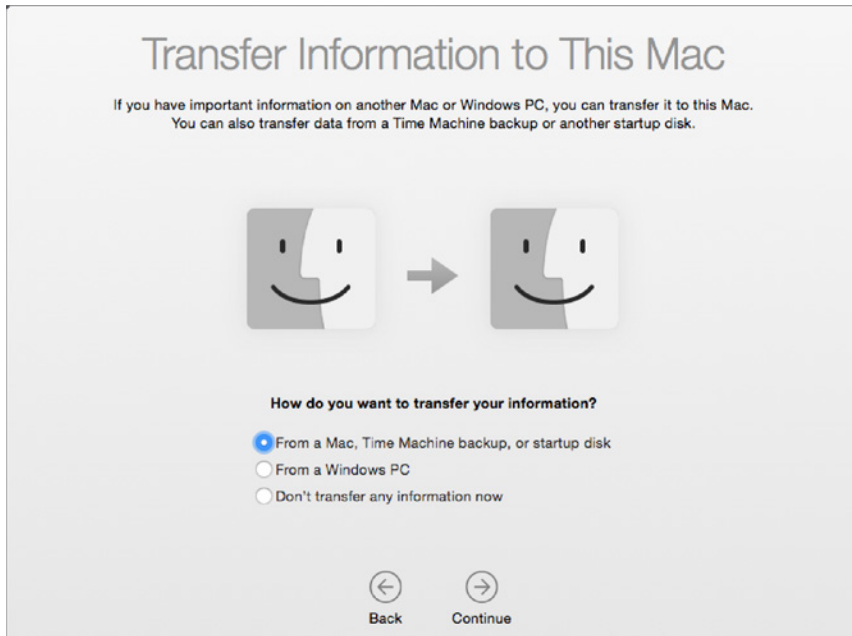 Transfer Information to This Mac
If you have important information on another Mac or Windows PC, you can transfer it to this Mac.
You can also transfer data from a Time Machine backup or another startup disk.
How do you want to transfer your information?
From a Mac, Time Machine backup, or startup disk
From a Windows PC
Don't transfer any information now
Back
Continue